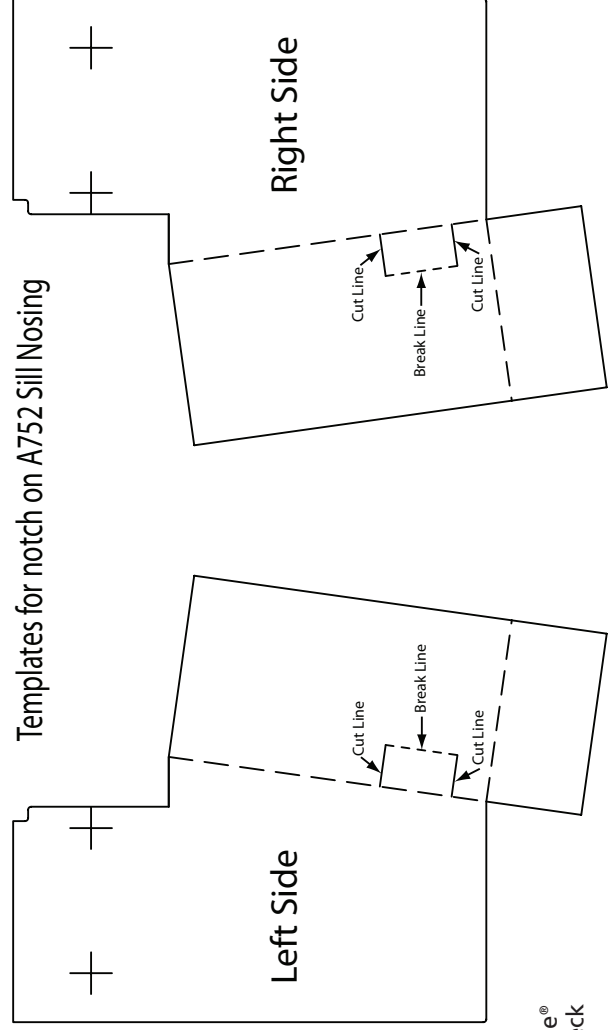 Templates for notch on A752 Sill Nosing
Left Side
Cut Line
Break Line
Cut Line
Right Side
Cut Line
Break Line
Cut Line
e®
ck